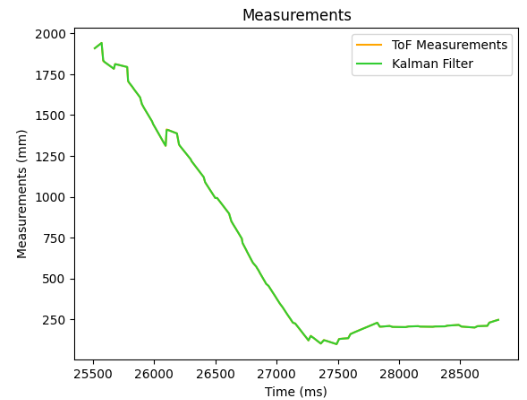 Measurements
ToF Measurements
Kalman Filter
Measurements (mm)
2000
1750
1500
1250
1000
750
500
250
25500 26000 26500 27000 27500 28000 28500
Time (ms)